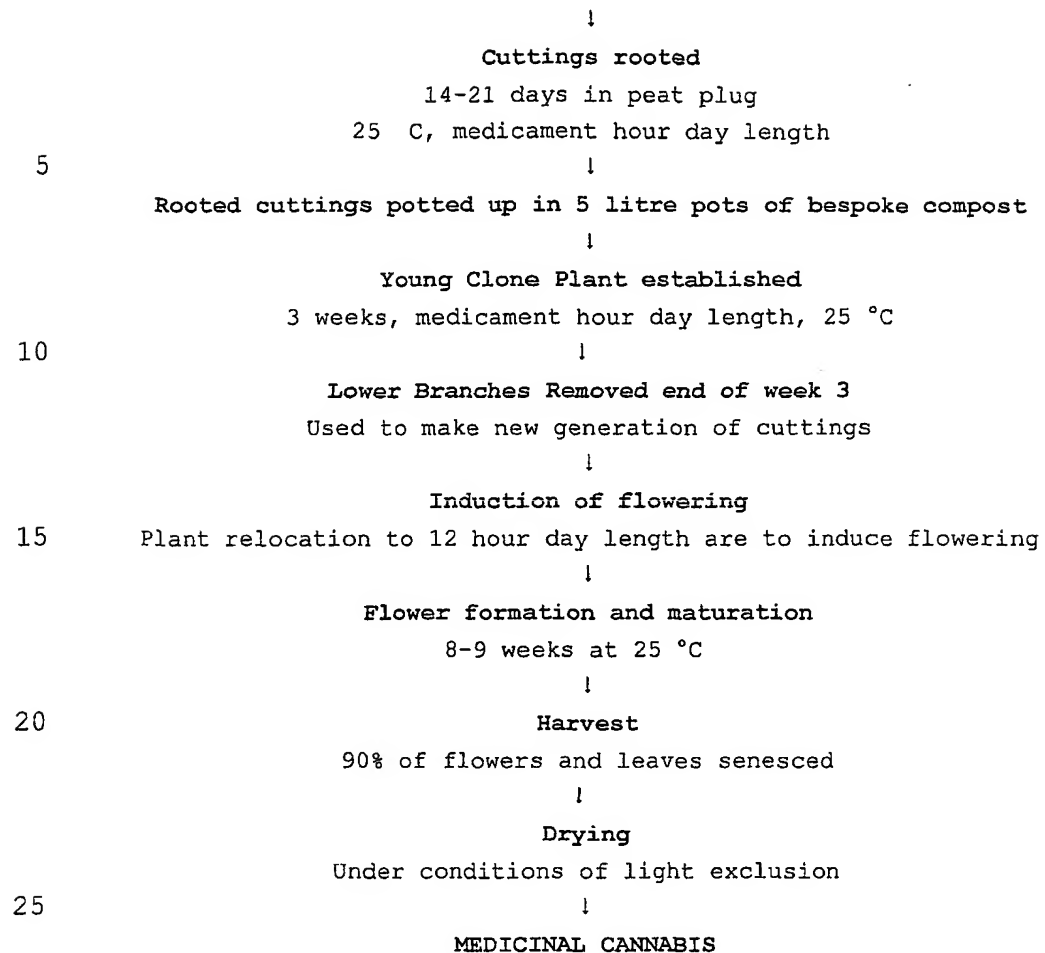 ↓
Cuttings rooted
14-21 days in peat plug
25 C, medicament hour day length
5 ↓
Rooted cuttings potted up in 5 litre pots of bespoke compost
↓
Young Clone Plant established
3 weeks, medicament hour day length, 25 °C
10 ↓
Lower Branches Removed end of week 3
Used to make new generation of cuttings
↓
Induction of flowering
15 Plant relocation to 12 hour day length are to induce flowering
↓
Flower formation and maturation
8-9 weeks at 25 °C
↓
20 Harvest
90% of flowers and leaves senesced
↓
Drying
Under conditions of light exclusion
25 ↓
MEDICINAL CANNABIS